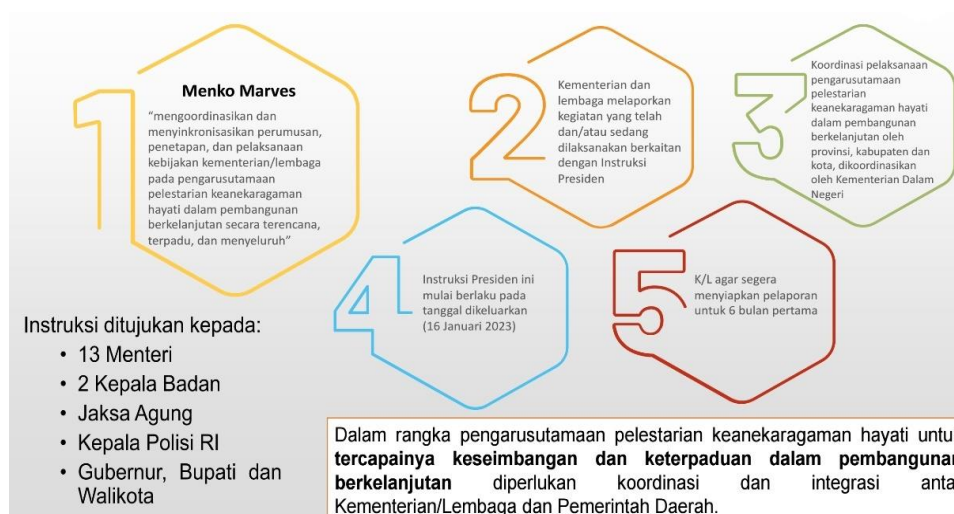 1
Menko Marves
“mengoordinasikan dan
menyinkronisasikan perumusan,
penetapan, dan pelaksanaan
kebijakan kementerian/lembaga
pada pengarusutamaan
pelestarian keanekaragaman
hayati dalam pembangunan
berkelanjutan secara terencana,
terpadu, dan menyeluruh”
2
Kementerian dan
lembaga melaporkan
kegiatan yang telah
dan/atau sedang
dilaksanakan berkaitan
dengan Instruksi
Presiden
3
Koordinasi pelaksanaan
pengarusutamaan
pelestarian
keanekaragaman hayati
dalam pembangunan
berkelanjutan oleh
provinsi, kabupaten dan
kota, dikoordinasikan
oleh Kementerian Dalam
Negeri
4
Instruksi Presiden ini
mulai berlaku pada
tanggal dikeluarkan
(16 Januari 2023)
5
K/L agar segera
menyiapkan pelaporan
untuk 6 bulan pertama
Instruksi ditujukan kepada:
• 13 Menteri
• 2 Kepala Badan
• Jaksa Agung
• Kepala Polisi RI
• Gubernur, Bupati dan
Walikota
Dalam rangka pengarusutamaan pelestarian keanekaragaman hayati untu
tercapainya keseimbangan dan keterpaduan dalam pembangunan
berkelanjutan diperlukan koordinasi dan integrasi anta
Kementerian/Lembaga dan Pemerintah Daerah.